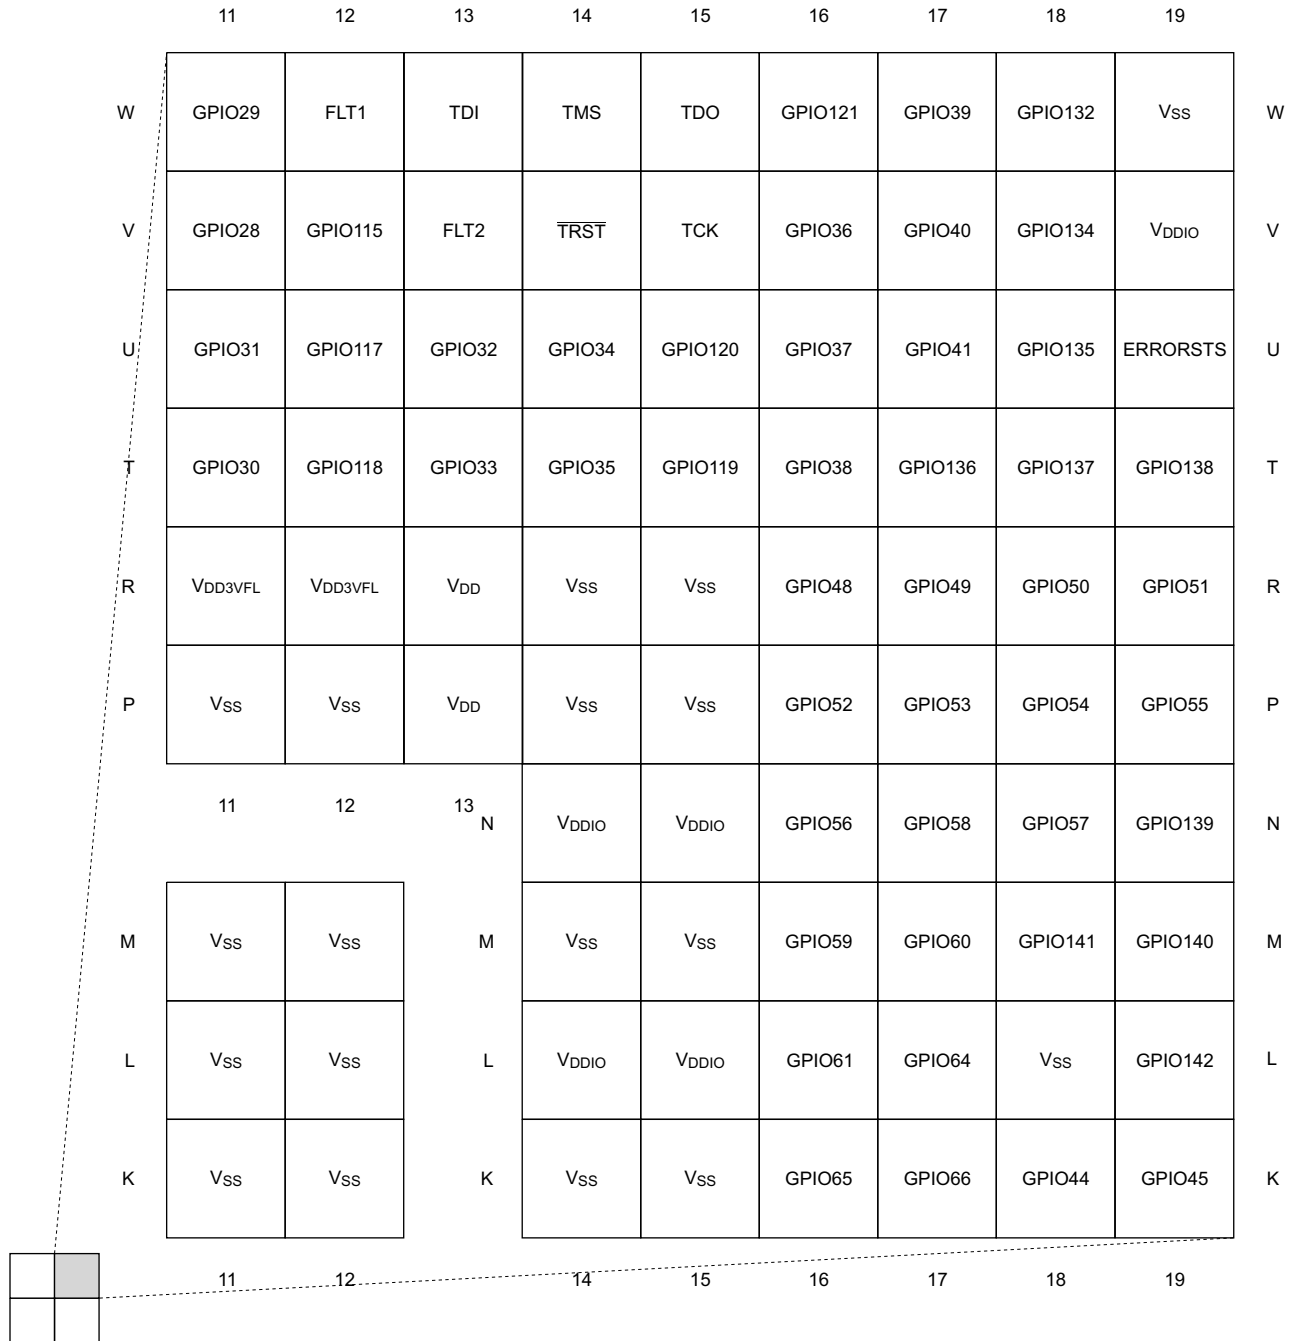 11 12 13 14 15 16 17 18 19
W GPIO29 FLT1 TDI TMS TDO GPIO121 GPIO39 GPIO132 VSS W
V GPIO28 GPIO115 FLT2 TRST TCK GPIO36 GPIO40 GPIO134 VDDIO V
U GPIO31 GPIO117 GPIO32 GPIO34 GPIO120 GPIO37 GPIO41 GPIO135 ERRORSTS U
T GPIO30 GPIO118 GPIO33 GPIO35 GPIO119 GPIO38 GPIO136 GPIO137 GPIO138 T
R VDD3VFL VDD3VFL VDD VSS VSS GPIO48 GPIO49 GPIO50 GPIO51 R
P VSS VSS VDD VSS VSS GPIO52 GPIO53 GPIO54 GPIO55 P
11 12 13
N VDDIO VDDIO GPIO56 GPIO58 GPIO57 GPIO139 N
M VSS VSS M VSS VSS GPIO59 GPIO60 GPIO141 GPIO140 M
L VSS VSS L VDDIO VDDIO GPIO61 GPIO64 VSS GPIO142 L
K VSS VSS K VSS VSS GPIO65 GPIO66 GPIO44 GPIO45 K
11 12 14 15 16 17 18 19